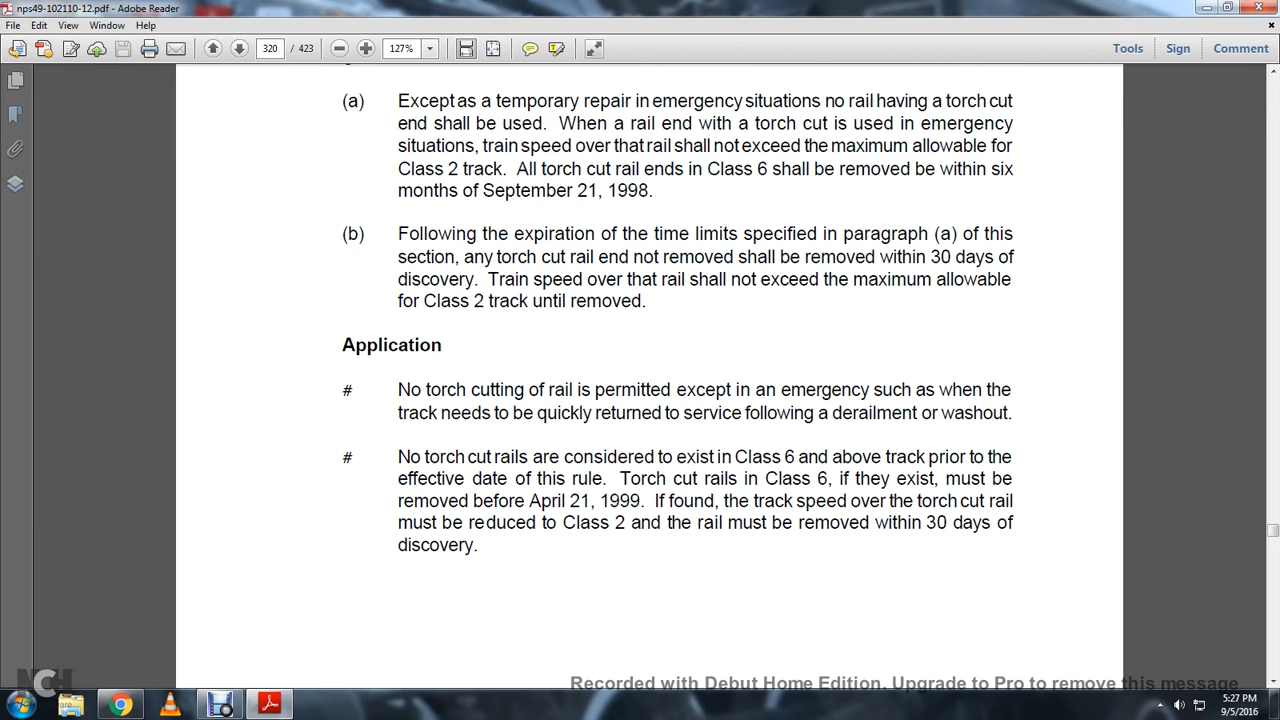 nps49-102110-12.pdf - Adobe Reader
File Edit View Window Help
320 / 423 127% Tools Sign Comment
(a) Except as a temporary repair in emergency situations no rail having a torch cut
end shall be used. When a rail end with a torch cut is used in emergency
situations, train speed over that rail shall not exceed the maximum allowable for
Class 2 track. All torch cut rail ends in Class 6 shall be removed be within six
months of September 21, 1998.
(b) Following the expiration of the time limits specified in paragraph (a) of this
section, any torch cut rail end not removed shall be removed within 30 days of
discovery. Train speed over that rail shall not exceed the maximum allowable
for Class 2 track until removed.
Application
# No torch cutting of rail is permitted except in an emergency such as when the
track needs to be quickly returned to service following a derailment or washout.
# No torch cut rails are considered to exist in Class 6 and above track prior to the
effective date of this rule. Torch cut rails in Class 6, if they exist, must be
removed before April 21, 1999. If found, the track speed over the torch cut rail
must be reduced to Class 2 and the rail must be removed within 30 days of
discovery.
NCH
Recorded with Debut Home Edition. Upgrade to Pro to remove this message
5:27 PM
9/5/2016